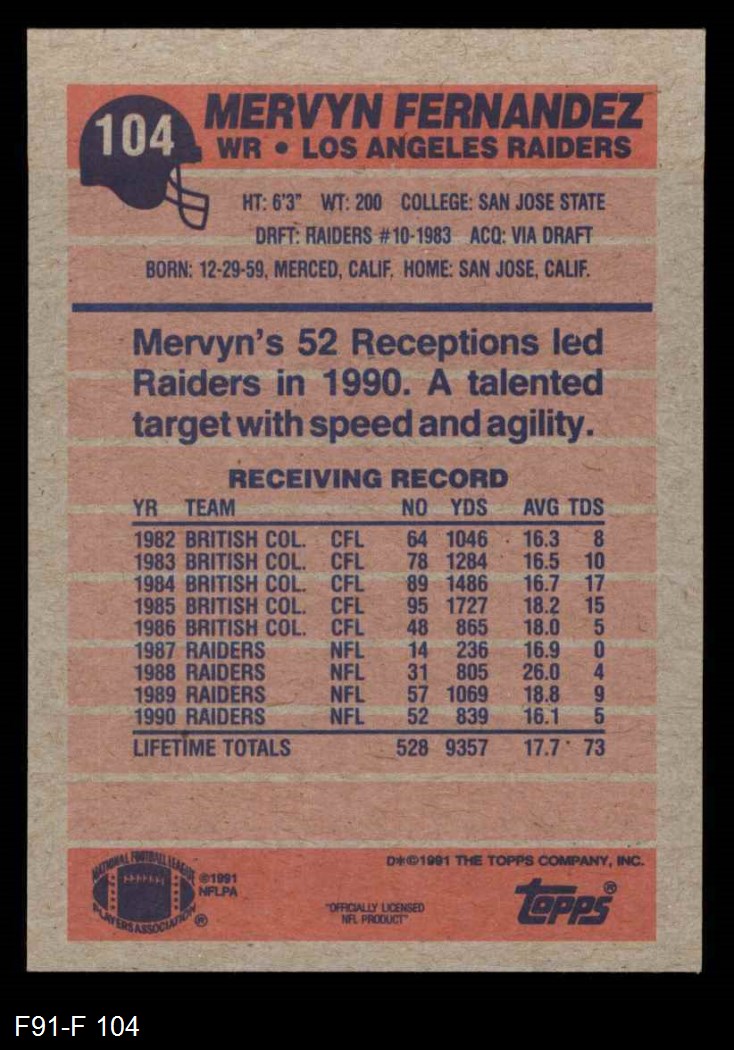 104
MERVYN FERNANDEZ
WR • LOS ANGELES RAIDERS
HT: 6'3" WT: 200 COLLEGE: SAN JOSE STATE
DRFT: RAIDERS #10-1983 ACQ: VIA DRAFT
BORN: 12-29-59, MERCED, CALIF. HOME: SAN JOSE, CALIF.
Mervyn's 52 Receptions led
Raiders in 1990. A talented
target with speed and agility.
RECEIVING RECORD
YR TEAM NO YDS AVG TDS
1982 BRITISH COL. CFL 64 1046 16.3 8
1983 BRITISH COL. CFL 78 1284 16.5 10
1984 BRITISH COL. CFL 89 1486 16.7 17
1985 BRITISH COL. CFL 95 1727 18.2 15
1986 BRITISH COL. CFL 48 865 18.0 5
1987 RAIDERS NFL 14 236 16.9 0
1988 RAIDERS NFL 31 805 26.0 4
1989 RAIDERS NFL 57 1069 18.8 9
1990 RAIDERS NFL 52 839 16.1 5
LIFETIME TOTALS 528 9357 17.7 73
NATIONAL FOOTBALL LEAGUE
PLAYERS ASSOCIATION ®
©1991
NFLPA
"OFFICIALLY LICENSED
NFL PRODUCT"
D*©1991 THE TOPPS COMPANY, INC.
topps®
F91-F 104